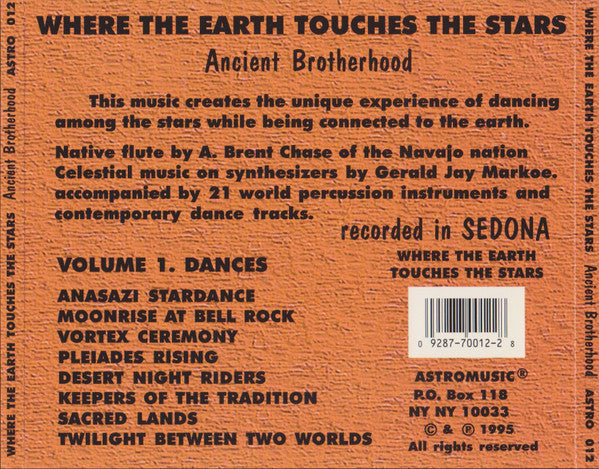 WHERE THE EARTH TOUCHES THE STARS
Ancient Brotherhood
This music creates the unique experience of dancing
among the stars while being connected to the earth.
Native flute by A. Brent Chase of the Navajo nation
Celestial music on synthesizers by Gerald Jay Markoe.
accompanied by 21 world percussion instruments and
contemporary dance tracks.
recorded in SEDONA
WHERE THE EARTH
TOUCHES THE STARS
VOLUME 1. DANCES
ANASAZI STARDANCE
MOONRISE AT BELL ROCK
VORTEX CEREMONY
PLEIADES RISING
DESERT NIGHT RIDERS
KEEPERS OF THE TRADITION
SACRED LANDS
TWILIGHT BETWEEN TWO WORLDS
0 9287-70012-2 8
ASTROMUSIC®
P.O. Box 118
NY NY 10033
© & ℗ 1995
All rights reserved
WHERE THE EARTH TOUCHES THE STARS Ancient Brotherhood ASTRO 012
WHERE THE EARTH TOUCHES THE STARS Ancient Brotherhood ASTRO 012